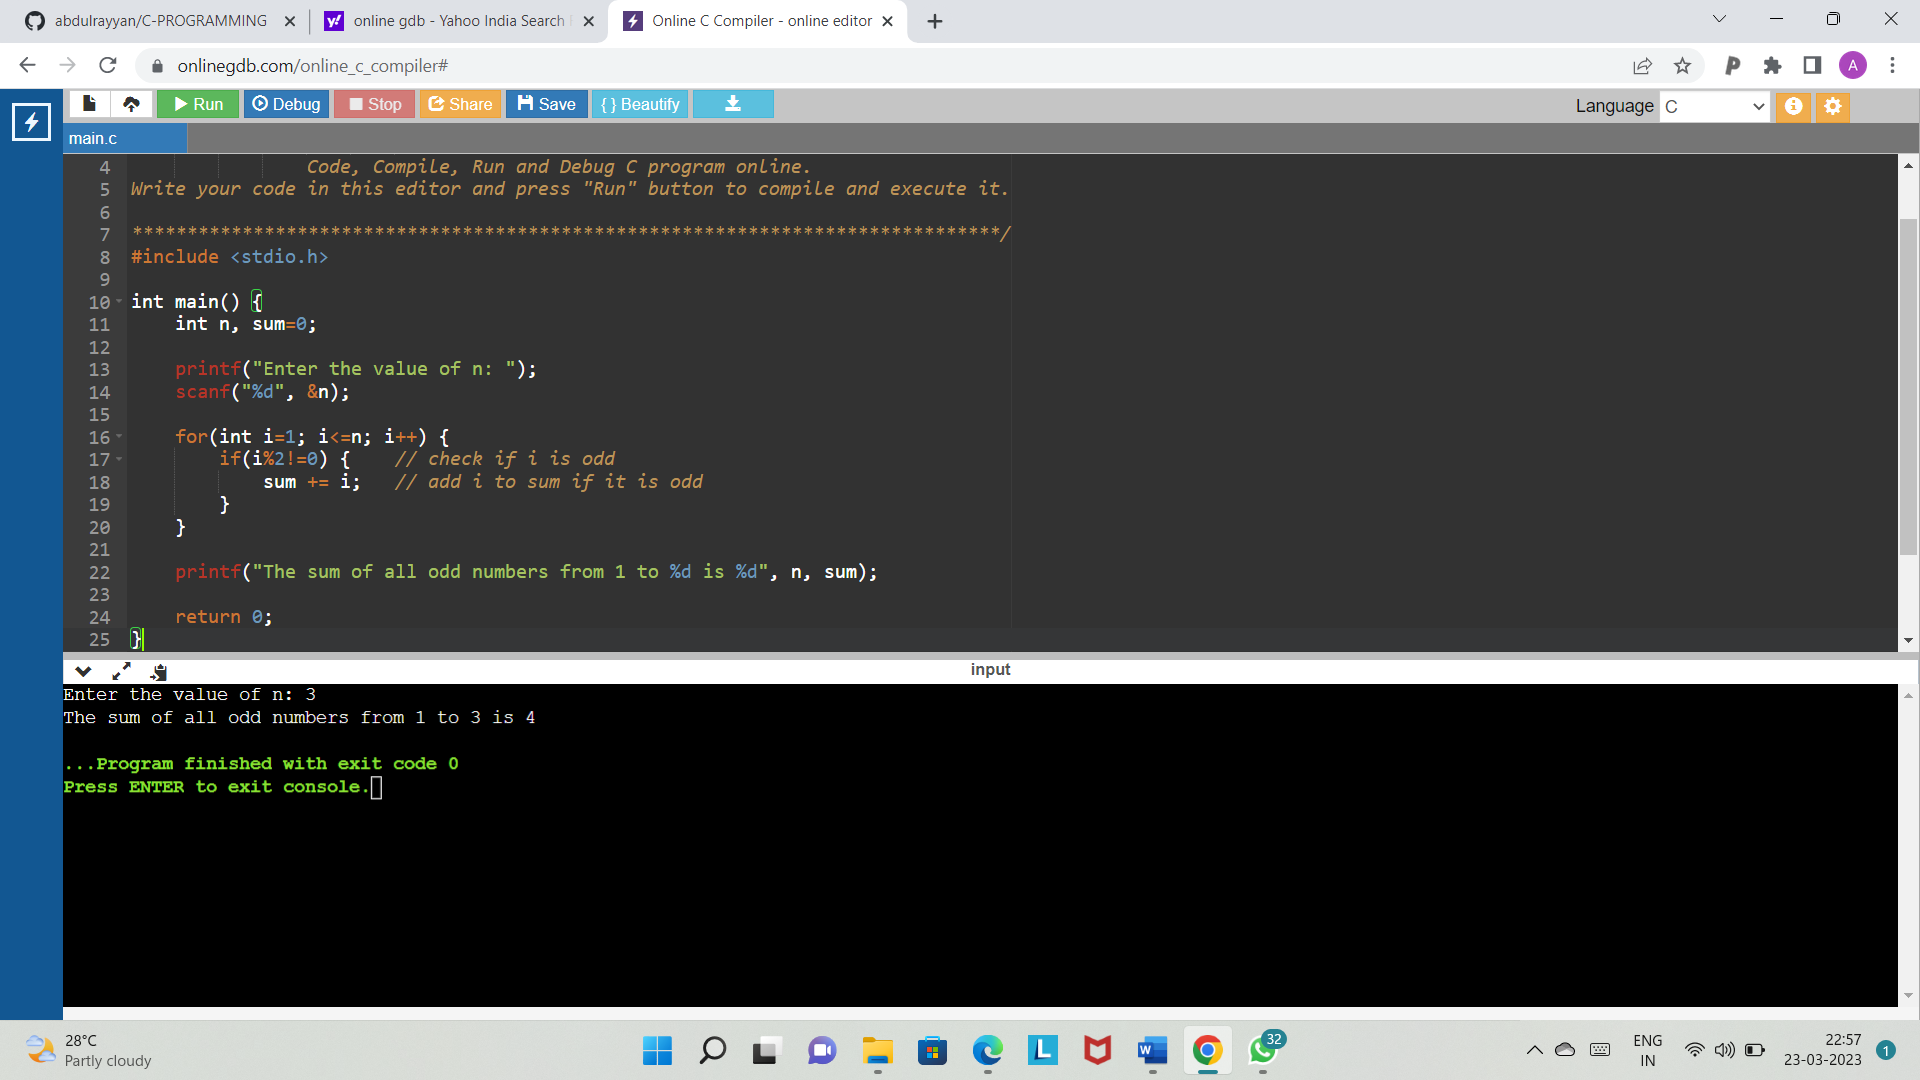 abdulrayyan/C-PROGRAMMING
online gdb - Yahoo India Search
Online C Compiler - online editor
onlinegdb.com/online_c_compiler#
A
Run Debug Stop Share Save { } Beautify
Language C
main.c
4 Code, Compile, Run and Debug C program online.
5 Write your code in this editor and press "Run" button to compile and execute it.
6
7 *******************************************************************************/
8 #include <stdio.h>
9
10 int main() {
11 int n, sum=0;
12
13 printf("Enter the value of n: ");
14 scanf("%d", &n);
15
16 for(int i=1; i<=n; i++) {
17 if(i%2!=0) { // check if i is odd
18 sum += i; // add i to sum if it is odd
19 }
20 }
21
22 printf("The sum of all odd numbers from 1 to %d is %d", n, sum);
23
24 return 0;
25 }
input
Enter the value of n: 3
The sum of all odd numbers from 1 to 3 is 4
...Program finished with exit code 0
Press ENTER to exit console.
28°C
Partly cloudy
32
ENG
IN
22:57
23-03-2023
1